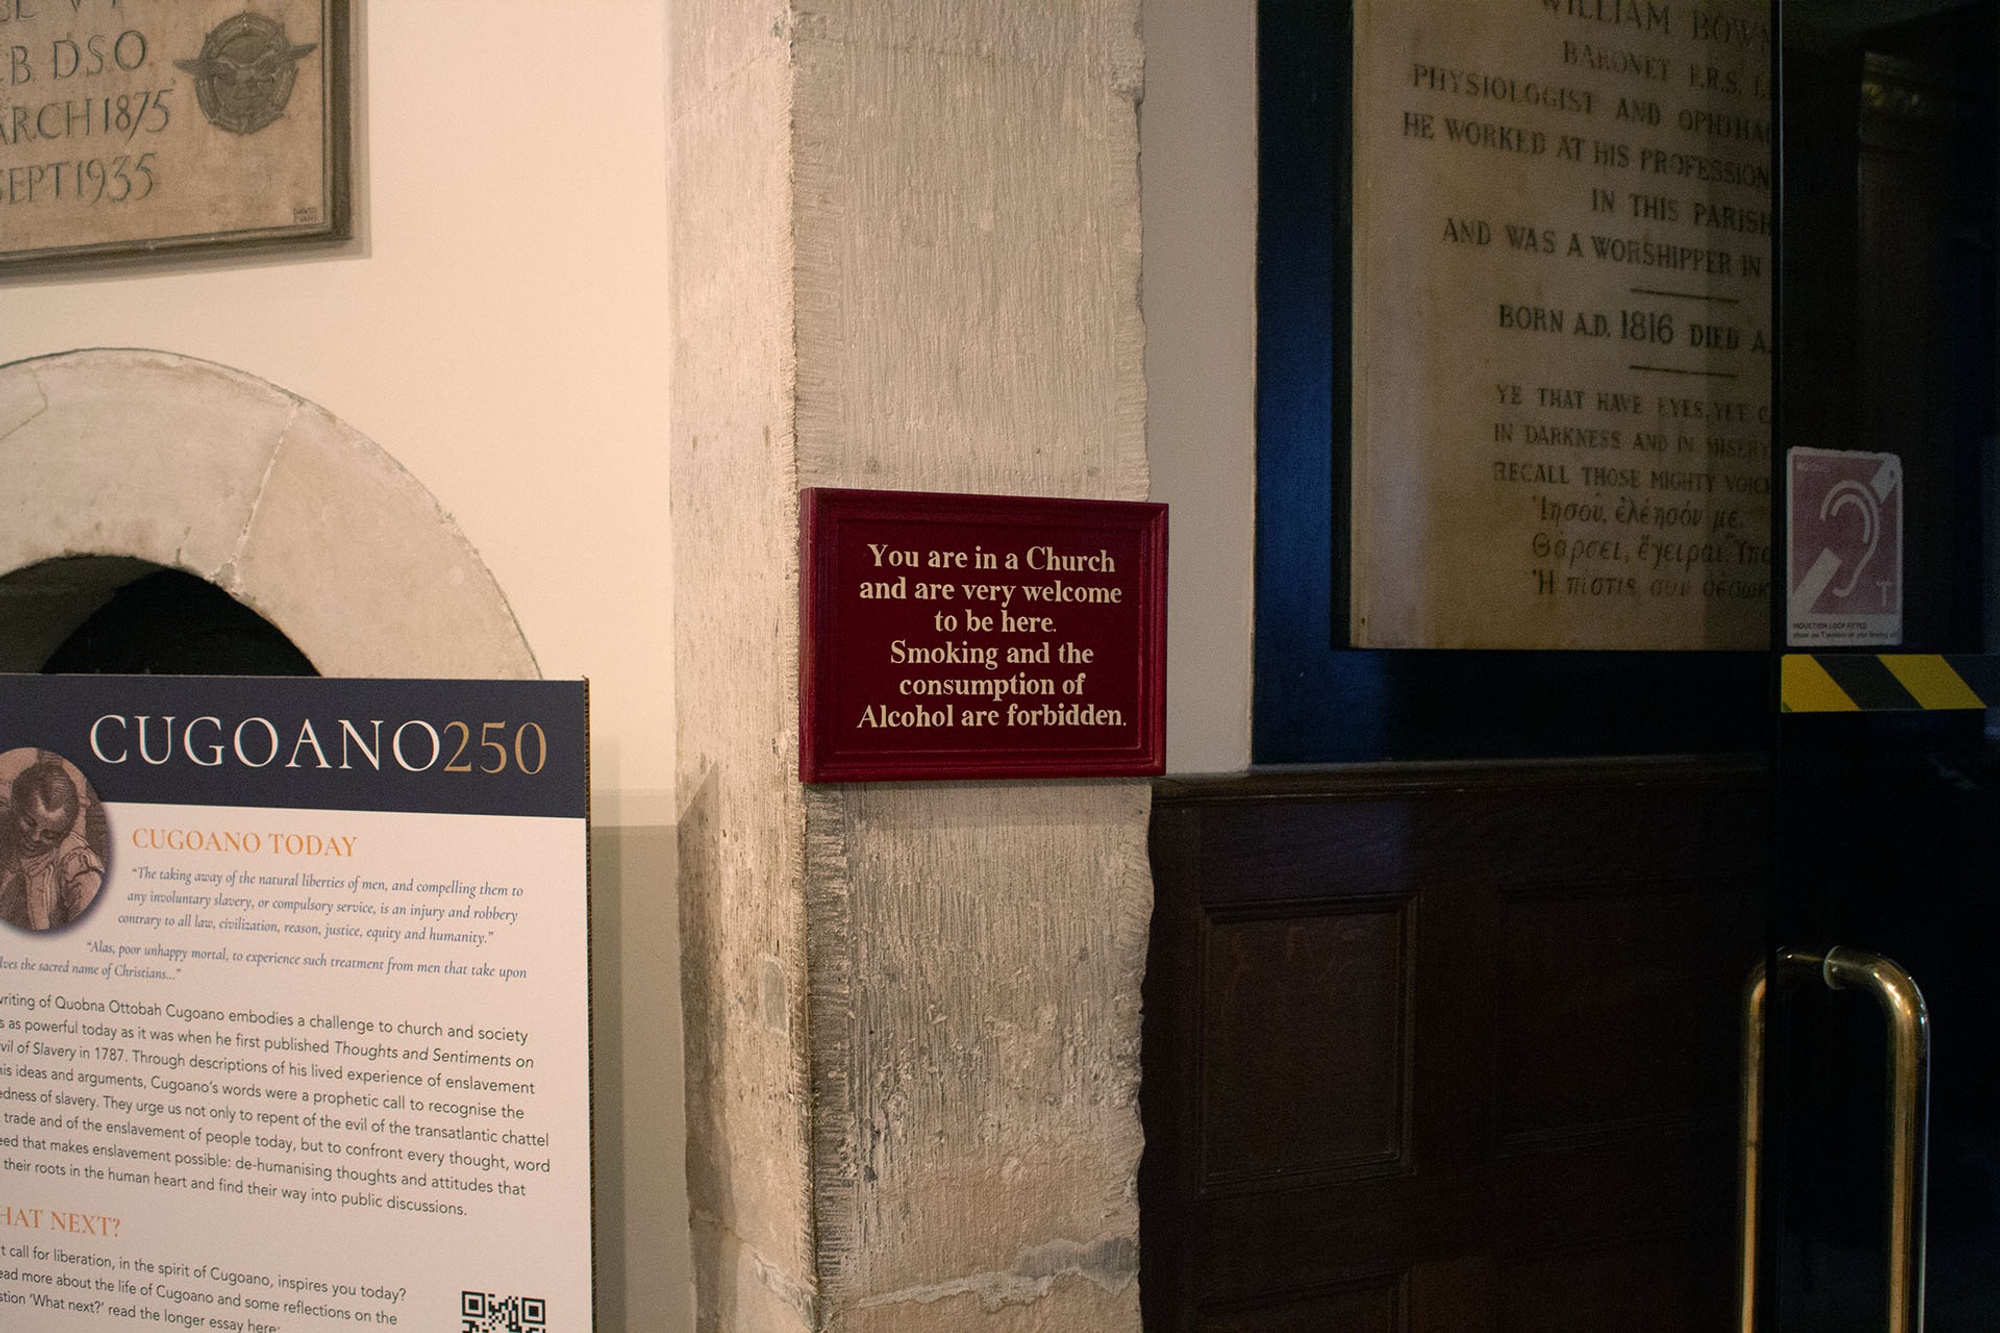 CB. D.S.O.
MARCH 1875
SEPT 1935
DAVID
EVANS
CUGOANO250
CUGOANO TODAY
“The taking away of the natural liberties of men, and compelling them to
any involuntary slavery, or compulsory service, is an injury and robbery
contrary to all law, civilization, reason, justice, equity and humanity.”
“Alas, poor unhappy mortal, to experience such treatment from men that take upon
lves the sacred name of Christians...”
writing of Quobna Ottobah Cugoano embodies a challenge to church and society
s as powerful today as it was when he first published Thoughts and Sentiments on
vil of Slavery in 1787. Through descriptions of his lived experience of enslavement
his ideas and arguments, Cugoano’s words were a prophetic call to recognise the
edness of slavery. They urge us not only to repent of the evil of the transatlantic chattel
trade and of the enslavement of people today, but to confront every thought, word
eed that makes enslavement possible: de-humanising thoughts and attitudes that
their roots in the human heart and find their way into public discussions.
HAT NEXT?
t call for liberation, in the spirit of Cugoano, inspires you today?
ead more about the life of Cugoano and some reflections on the
stion ‘What next?’ read the longer essay here:
You are in a Church
and are very welcome
to be here.
Smoking and the
consumption of
Alcohol are forbidden.
WILLIAM BOWM
BARONET F.R.S.
PHYSIOLOGIST AND OPHTHAL
HE WORKED AT HIS PROFESSION
IN THIS PARISH
AND WAS A WORSHIPPER IN
BORN A.D. 1816 DIED A.
YE THAT HAVE EYES, YET C
IN DARKNESS AND IN MISERY
RECALL THOSE MIGHTY VOIC
Ἰησοῦ, ἐλέησόν με.
Θάρσει, ἔγειραι. Ὕπα
Ἡ πίστις σου σέσωκ
T
INDUCTION LOOP FITTED